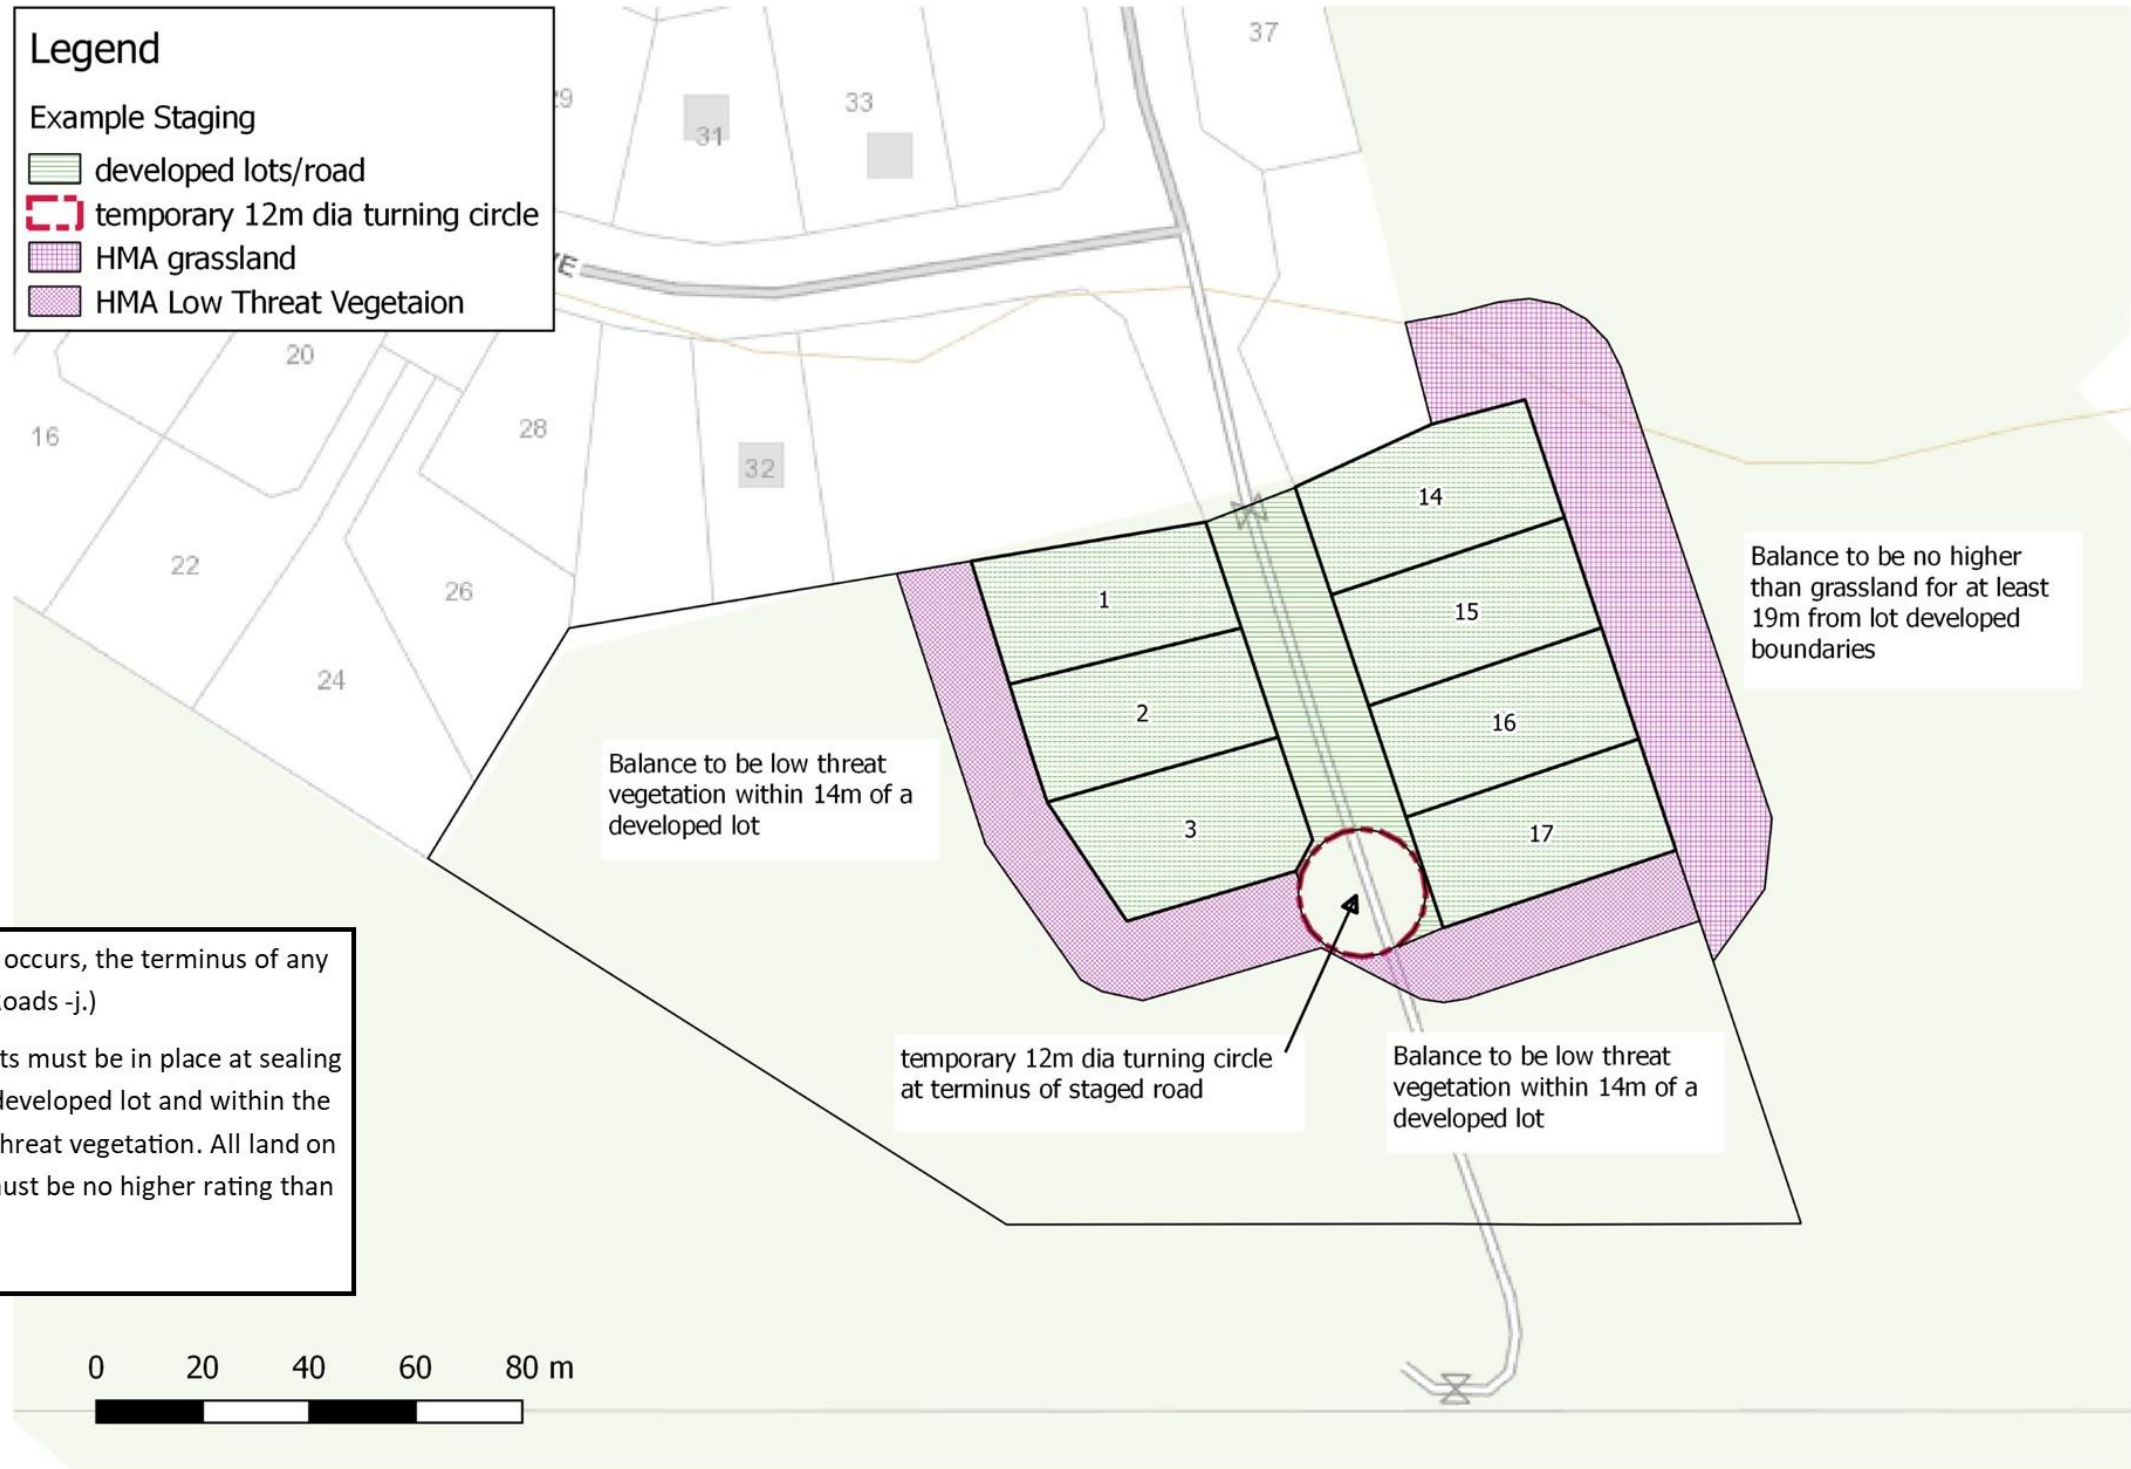 Legend
Example Staging
developed lots/road
temporary 12m dia turning circle
HMA grassland
HMA Low Threat Vegetaion
37
33
31
20
16
28
32
22
26
24
14
1
15
2
16
3
17
Balance to be no higher
than grassland for at least
19m from lot developed
boundaries
Balance to be low threat
vegetation within 14m of a
developed lot
temporary 12m dia turning circle
at terminus of staged road
Balance to be low threat
vegetation within 14m of a
developed lot
occurs, the terminus of any
-j.)
must be in place at sealing
developed lot and within the
threat vegetation. All land on
must be no higher rating than
0 20 40 60 80 m